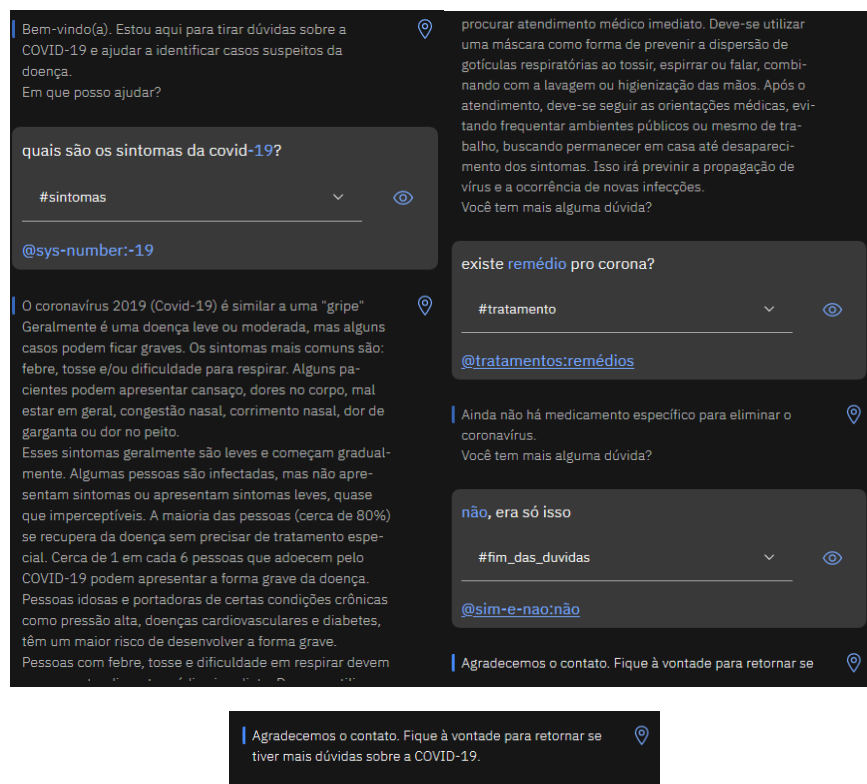 Bem-vindo(a). Estou aqui para tirar dúvidas sobre a
COVID-19 e ajudar a identificar casos suspeitos da
doença.
Em que posso ajudar?
quais são os sintomas da covid-19?
#sintomas
@sys-number:-19
O coronavírus 2019 (Covid-19) é similar a uma "gripe"
Geralmente é uma doença leve ou moderada, mas alguns
casos podem ficar graves. Os sintomas mais comuns são:
febre, tosse e/ou dificuldade para respirar. Alguns pa-
cientes podem apresentar cansaço, dores no corpo, mal
estar em geral, congestão nasal, corrimento nasal, dor de
garganta ou dor no peito.
Esses sintomas geralmente são leves e começam gradual-
mente. Algumas pessoas são infectadas, mas não apre-
sentam sintomas ou apresentam sintomas leves, quase
que imperceptíveis. A maioria das pessoas (cerca de 80%)
se recupera da doença sem precisar de tratamento espe-
cial. Cerca de 1 em cada 6 pessoas que adoecem pelo
COVID-19 podem apresentar a forma grave da doença.
Pessoas idosas e portadoras de certas condições crônicas
como pressão alta, doenças cardiovasculares e diabetes,
têm um maior risco de desenvolver a forma grave.
Pessoas com febre, tosse e dificuldade em respirar devem
procurar atendimento médico imediato. Deve-se utilizar
uma máscara como forma de prevenir a dispersão de
gotículas respiratórias ao tossir, espirrar ou falar, combi-
nando com a lavagem ou higienização das mãos. Após o
atendimento, deve-se seguir as orientações médicas, evi-
tando frequentar ambientes públicos ou mesmo de tra-
balho, buscando permanecer em casa até desapareci-
mento dos sintomas. Isso irá previnir a propagação de
vírus e a ocorrência de novas infecções.
Você tem mais alguma dúvida?
existe remédio pro corona?
#tratamento
@tratamentos:remédios
Ainda não há medicamento específico para eliminar o
coronavírus.
Você tem mais alguma dúvida?
não, era só isso
#fim_das_duvidas
@sim-e-nao:não
Agradecemos o contato. Fique à vontade para retornar se
Agradecemos o contato. Fique à vontade para retornar se
tiver mais dúvidas sobre a COVID-19.